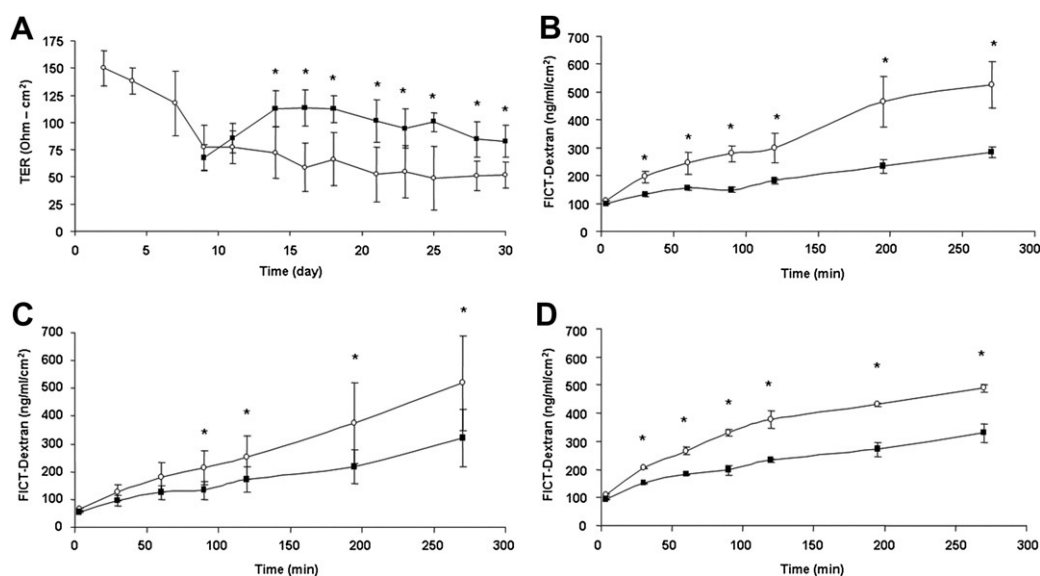 A
TER (Ohm – cm²)
175
150
125
100
75
50
25
0
* * * * * * * *
0 5 10 15 20 25 30
Time (day)
B
FICT-Dextran (ng/ml/cm²)
700
600
500
400
300
200
100
0
* * * * * *
0 50 100 150 200 250 300
Time (min)
C
FICT-Dextran (ng/ml/cm²)
700
600
500
400
300
200
100
0
* * * *
0 50 100 150 200 250 300
Time (min)
D
FICT-Dextran (ng/ml/cm²)
700
600
500
400
300
200
100
0
* * * * * *
0 50 100 150 200 250 300
Time (min)